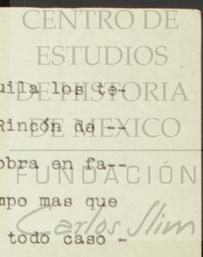 CENTRO DE
ESTUDIOS
uila los te-
DE HISTORIA
Rincón de --
DE MEXICO
obra en fa--
FUNDACIÓN
mpo mas que
Carlos Slim
todo caso -